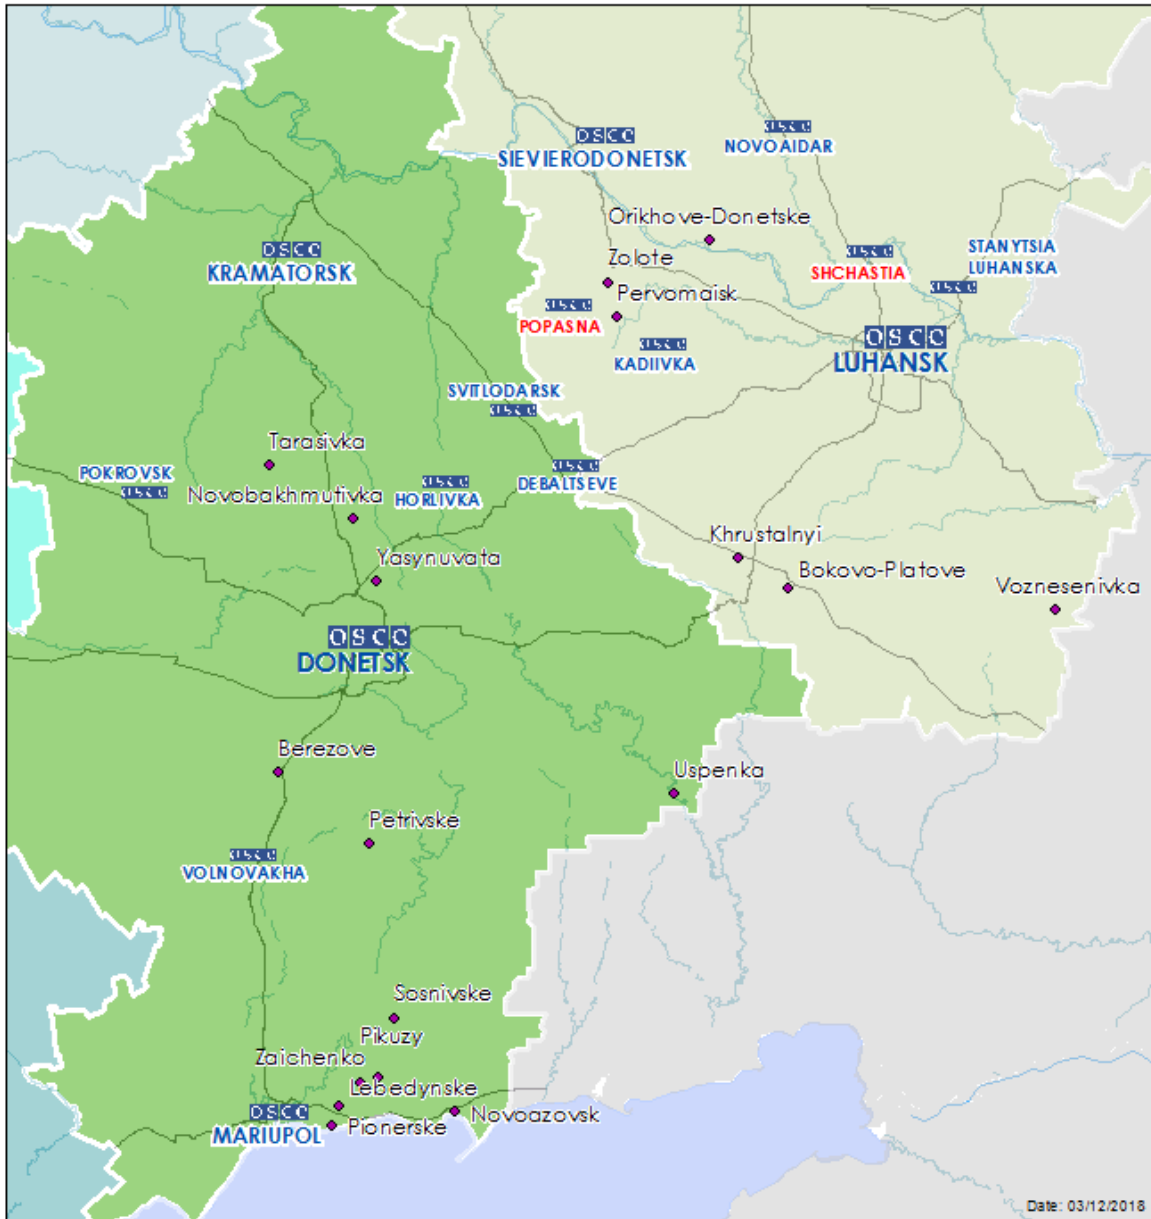 OSCE
SIEVIERODONETSK
OSCE
NOVOAIDAR
Orikhove-Donetske
OSCE
KRAMATORSK
Zolote
OSCE
SHCHASTIA
STANYTSIA
LUHANSKA
OSCE
Pervomaisk
OSCE
POPASNA
OSCE
KADIIVKA
OSCE
LUHANSK
SVITLODARSK
OSCE
Tarasivka
POKROVSK
OSCE
Novobakhmutivka
OSCE
HORLIVKA
OSCE
DEBALTSEVE
Yasynuvata
Khrustalnyi
Bokovo-Platove
Voznesenivka
OSCE
DONETSK
Berezove
Uspenka
Petrivske
OSCE
VOLNOVAKHA
Sosnivske
Pikuzy
Zaichenko
Lebedynske
OSCE
MARIUPOL
Pionerske
Novoazovsk
Date: 03/12/2018